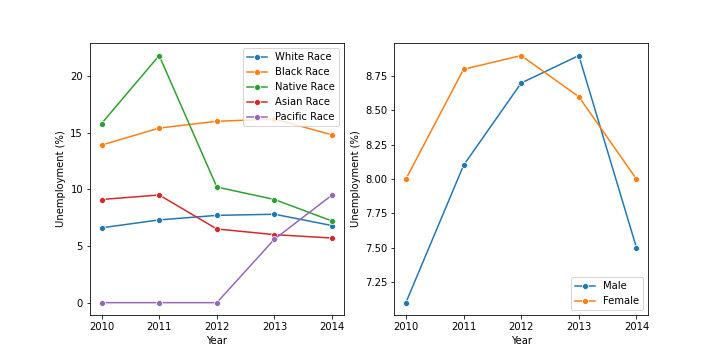 White Race
Black Race
Native Race
Asian Race
Pacific Race
20
15
10
5
0
Unemployment (%)
2010 2011 2012 2013 2014
Year
8.75
8.50
8.25
8.00
7.75
7.50
7.25
Unemployment (%)
Male
Female
2010 2011 2012 2013 2014
Year